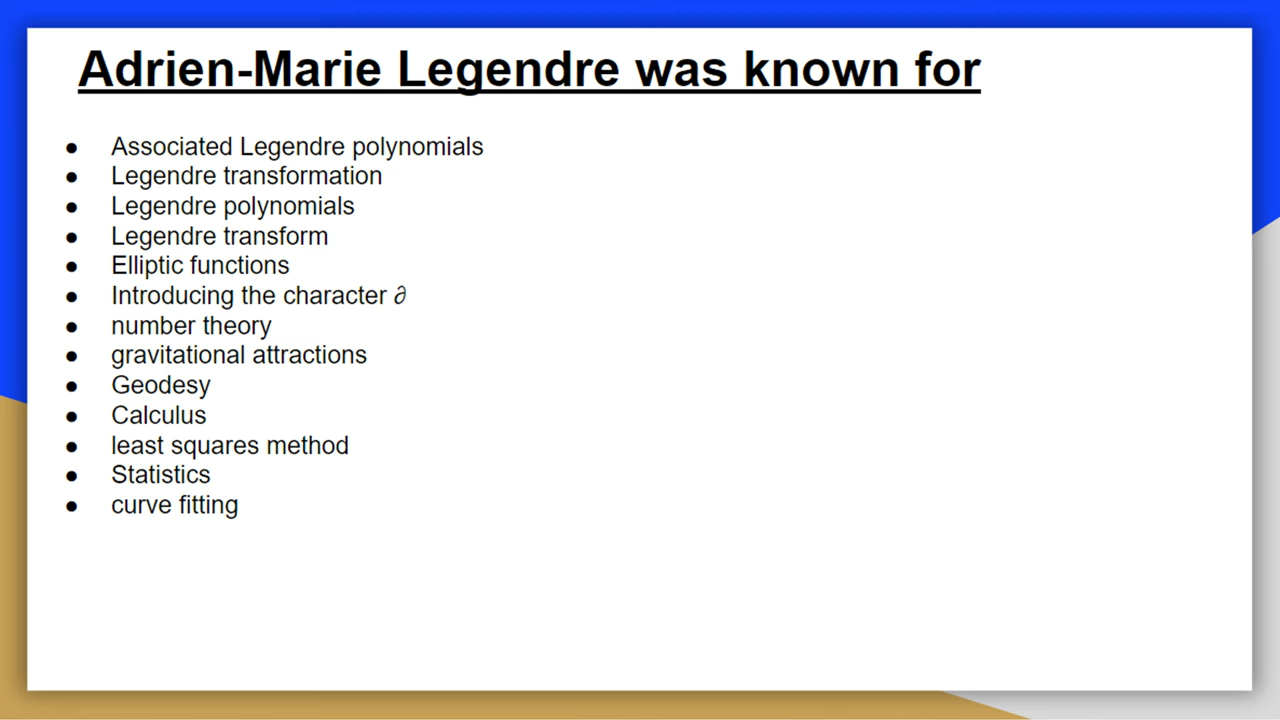 Adrien-Marie Legendre was known for
● Associated Legendre polynomials
● Legendre transformation
● Legendre polynomials
● Legendre transform
● Elliptic functions
● Introducing the character ∂
● number theory
● gravitational attractions
● Geodesy
● Calculus
● least squares method
● Statistics
● curve fitting